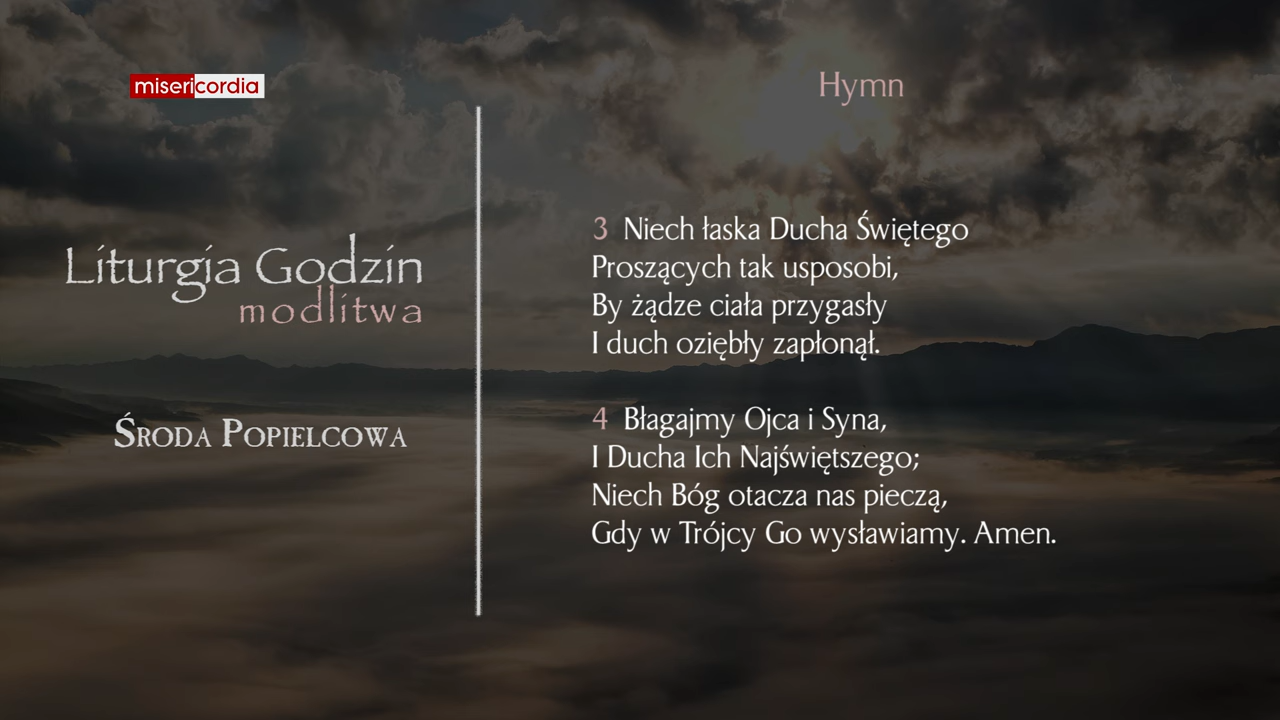 misericordia
Liturgia Godzin
modlitwa
Środa Popielcowa
Hymn
3 Niech łaska Ducha Świętego
Proszących tak usposobi,
By żądze ciała przygasły
I duch oziębły zapłonął.
4 Błagajmy Ojca i Syna,
I Ducha Ich Najświętszego;
Niech Bóg otacza nas pieczą,
Gdy w Trójcy Go wysławiamy. Amen.